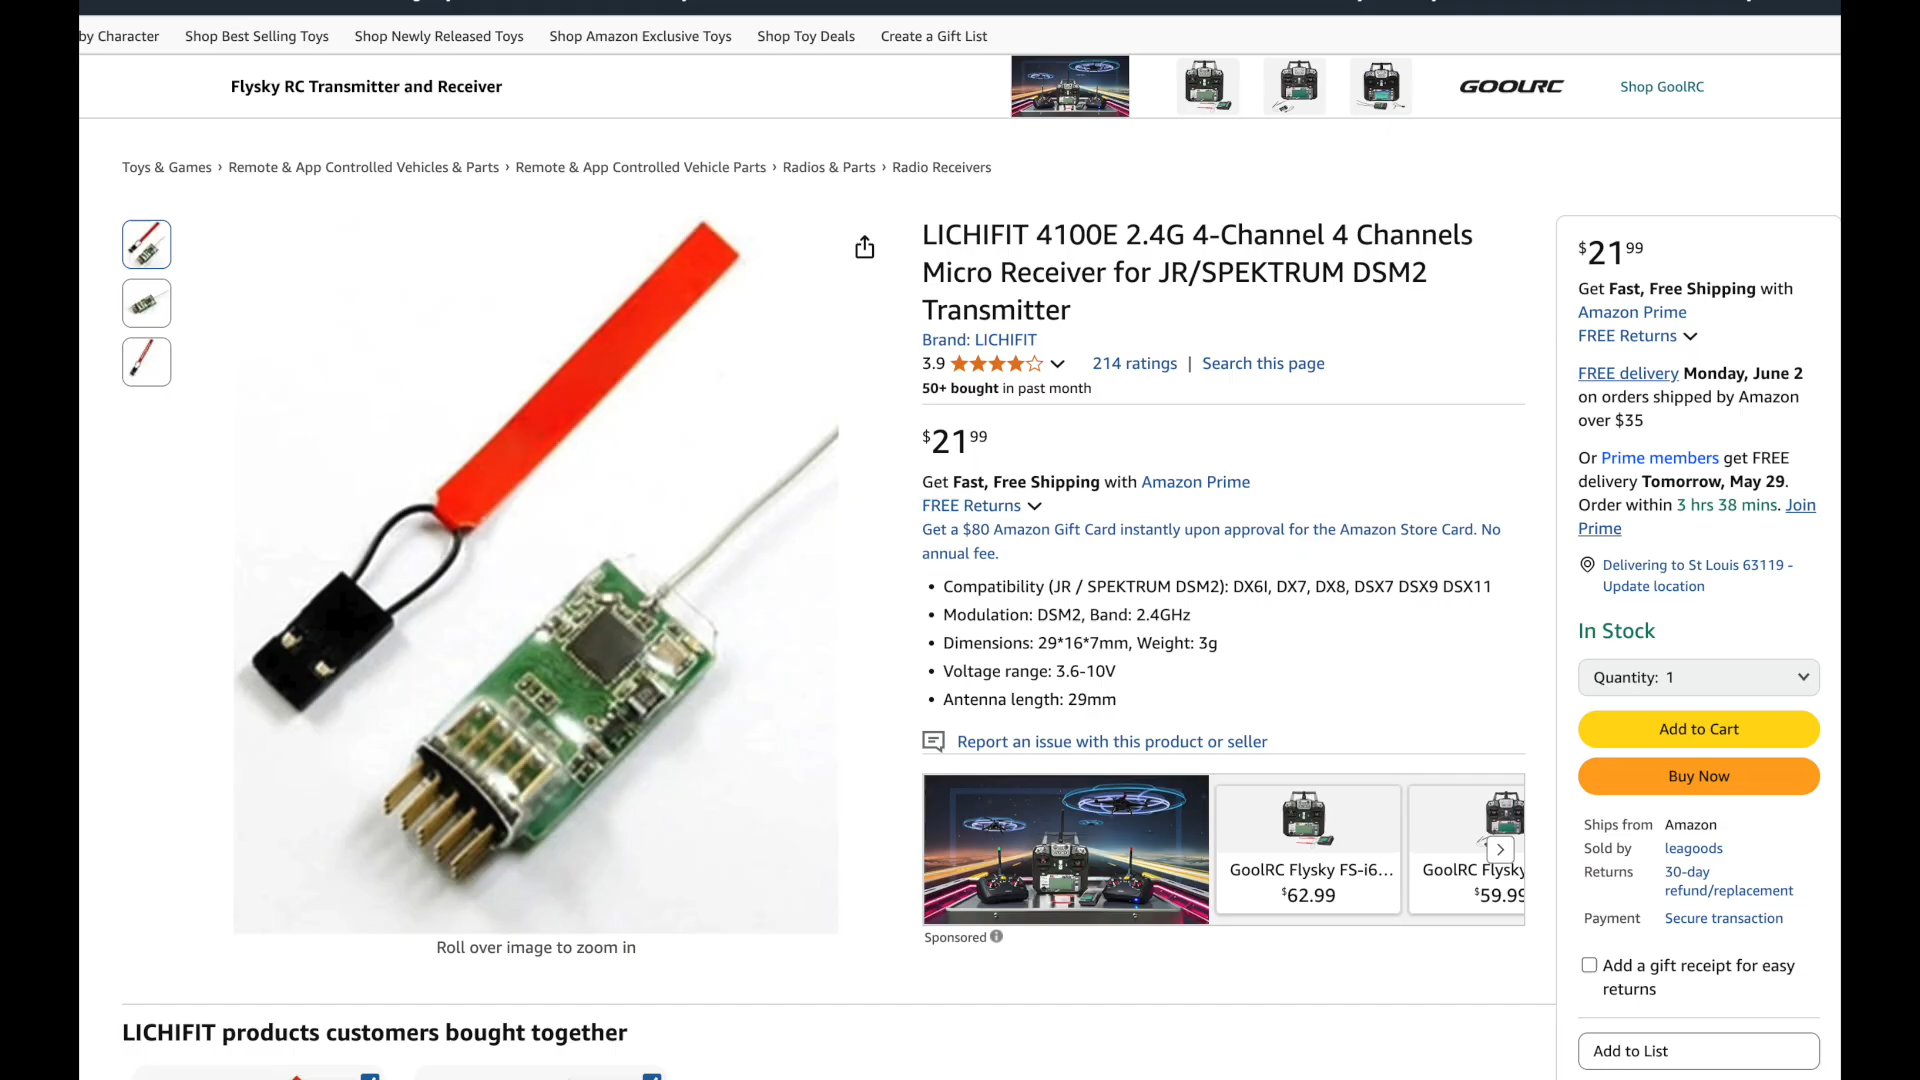 by Character Shop Best Selling Toys Shop Newly Released Toys Shop Amazon Exclusive Toys Shop Toy Deals Create a Gift List
Flysky RC Transmitter and Receiver
GOOLRC
Shop GoolRC
Toys & Games › Remote & App Controlled Vehicles & Parts › Remote & App Controlled Vehicle Parts › Radios & Parts › Radio Receivers
Roll over image to zoom in
LICHIFIT 4100E 2.4G 4-Channel 4 Channels
Micro Receiver for JR/SPEKTRUM DSM2
Transmitter
Brand: LICHIFIT
3.9 214 ratings | Search this page
50+ bought in past month
$21 99
Get Fast, Free Shipping with Amazon Prime
FREE Returns
Get a $80 Amazon Gift Card instantly upon approval for the Amazon Store Card. No
annual fee.
• Compatibility (JR / SPEKTRUM DSM2): DX6I, DX7, DX8, DSX7 DSX9 DSX11
• Modulation: DSM2, Band: 2.4GHz
• Dimensions: 29*16*7mm, Weight: 3g
• Voltage range: 3.6-10V
• Antenna length: 29mm
Report an issue with this product or seller
GoolRC Flysky FS-i6...
$62.99
GoolRC Flysky
$59.99
Sponsored
$21 99
Get Fast, Free Shipping with
Amazon Prime
FREE Returns
FREE delivery Monday, June 2
on orders shipped by Amazon
over $35
Or Prime members get FREE
delivery Tomorrow, May 29.
Order within 3 hrs 38 mins. Join
Prime
Delivering to St Louis 63119 -
Update location
In Stock
Quantity: 1
Add to Cart
Buy Now
Ships from Amazon
Sold by leagoods
Returns 30-day
refund/replacement
Payment Secure transaction
Add a gift receipt for easy
returns
Add to List
LICHIFIT products customers bought together